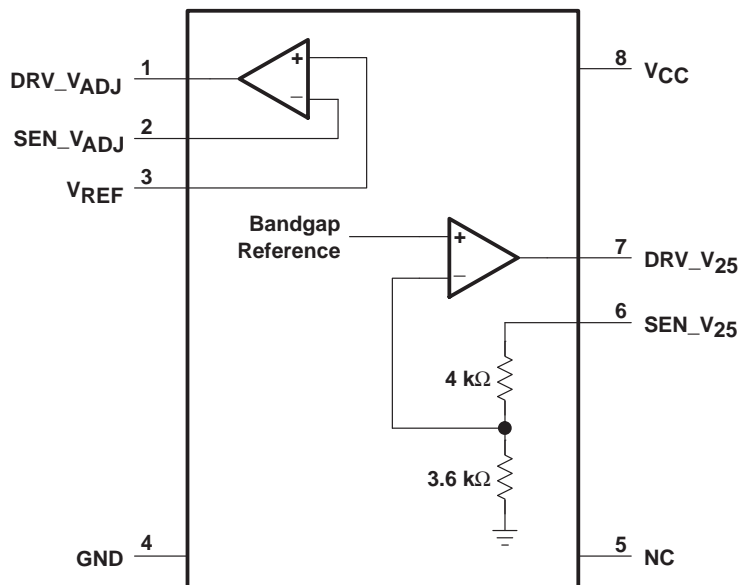 1
DRV_VADJ
+
8
VCC
–
2
SEN_VADJ
3
VREF
Bandgap
Reference
+
–
7
DRV_V25
6
SEN_V25
4 kΩ
3.6 kΩ
4
GND
5
NC